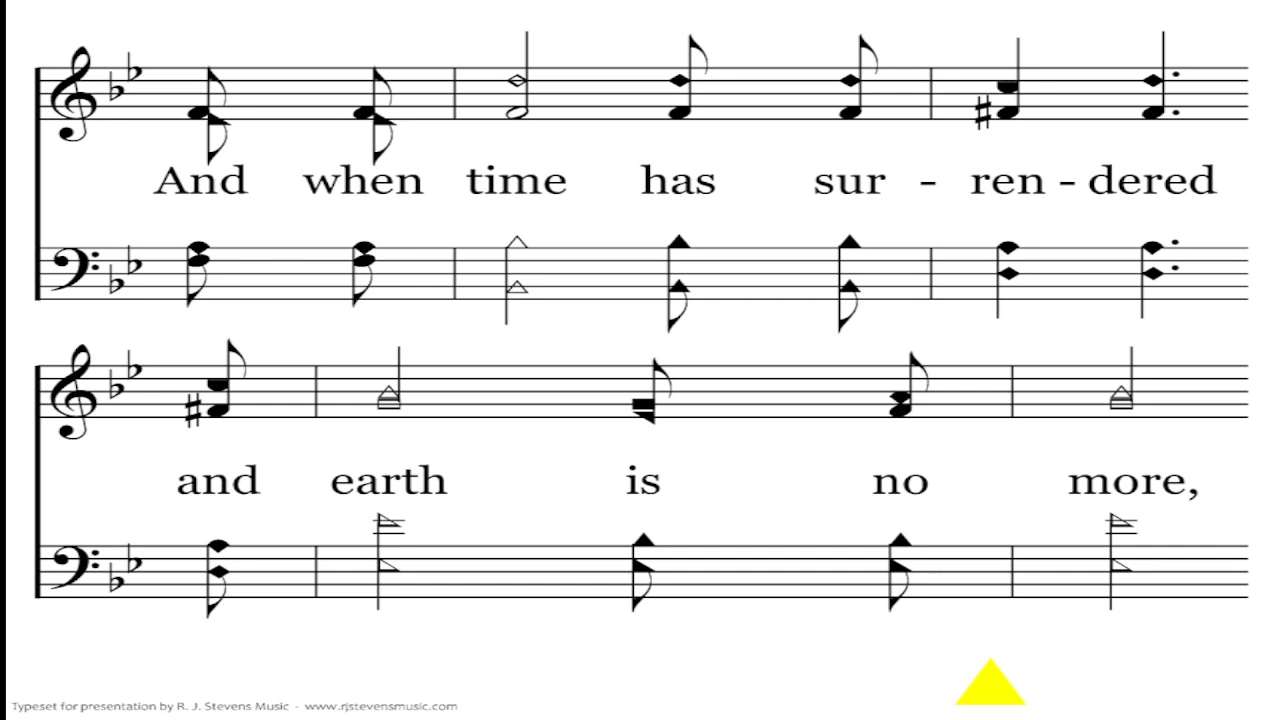 And when time has sur - ren - dered
and earth is no more,
Typeset for presentation by R. J. Stevens Music - www.rjstevensmusic.com